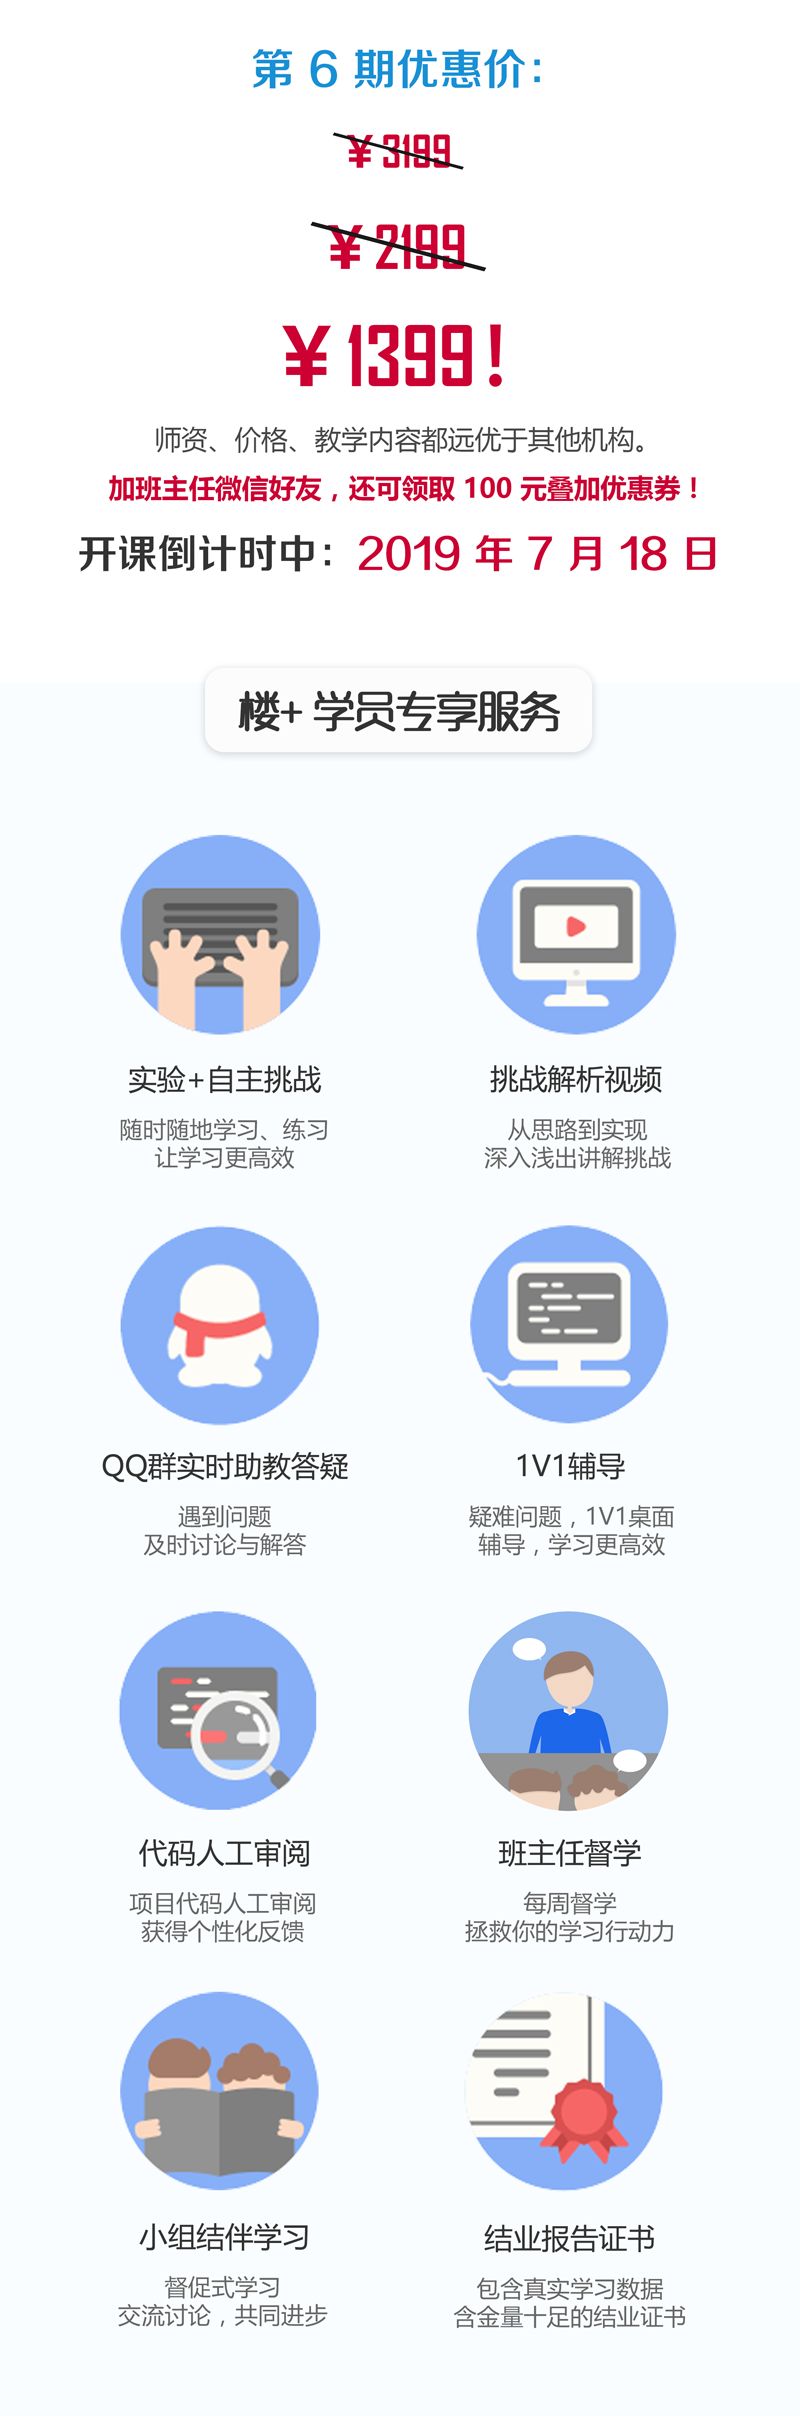 第 6 期优惠价：
￥3199
￥2199
￥1399！
师资、价格、教学内容都远优于其他机构。
加班主任微信好友，还可领取 100 元叠加优惠券！
开课倒计时中：2019 年 7 月 18 日
楼+ 学员专享服务
实验+自主挑战
随时随地学习、练习
让学习更高效
挑战解析视频
从思路到实现
深入浅出讲解挑战
QQ群实时助教答疑
遇到问题
及时讨论与解答
1V1辅导
疑难问题，1V1桌面
辅导，学习更高效
代码人工审阅
项目代码人工审阅
获得个性化反馈
班主任督学
每周督学
拯救你的学习行动力
小组结伴学习
督促式学习
交流讨论，共同进步
结业报告证书
包含真实学习数据
含金量十足的结业证书